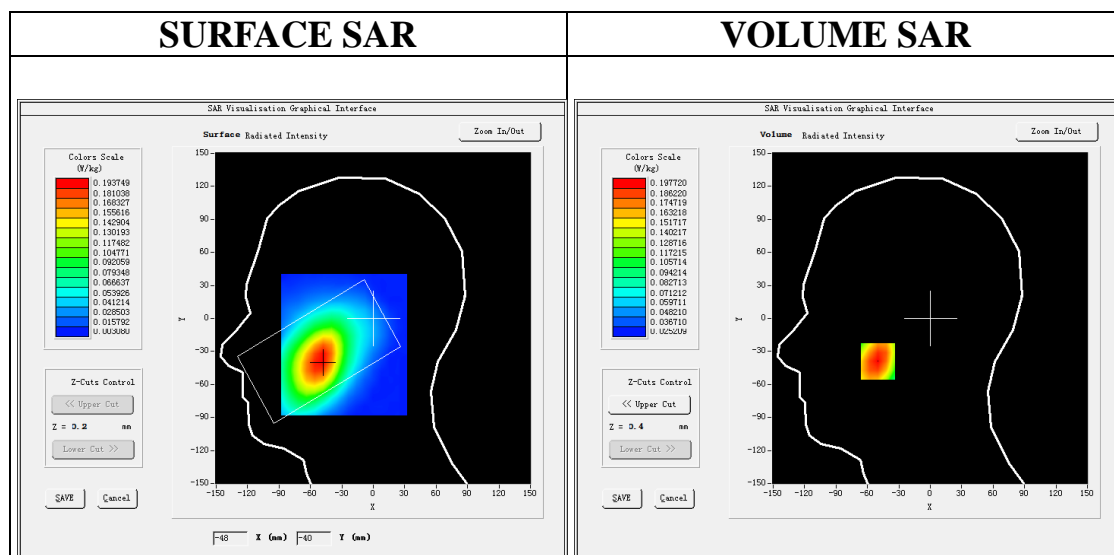 SURFACE SAR
VOLUME SAR
SAR Visualisation Graphical Interface
Surface Radiated Intensity
Zoom In/Out
Colors Scale
(W/kg)
0.193749
0.181038
0.168327
0.155616
0.142904
0.130193
0.117482
0.104771
0.092059
0.079348
0.066637
0.053926
0.041214
0.028503
0.015792
0.003080
Z-Cuts Control
<< Upper Cut
Z = 0.2 mm
Lower Cut >>
SAVE
Cancel
150
120
90
60
30
0
-30
-60
-90
-120
-150
Y
-150 -120 -90 -60 -30 0 30 60 90 120 150
X
-48 X (mm) -40 Y (mm)
SAR Visualisation Graphical Interface
Volume Radiated Intensity
Zoom In/Out
Colors Scale
(W/kg)
0.197720
0.186220
0.174719
0.163218
0.151717
0.140217
0.128716
0.117215
0.105714
0.094214
0.082713
0.071212
0.059711
0.048210
0.036710
0.025209
Z-Cuts Control
<< Upper Cut
Z = 0.4 mm
Lower Cut >>
SAVE
Cancel
150
120
90
60
30
0
-30
-60
-90
-120
-150
Y
-150 -120 -90 -60 -30 0 30 60 90 120 150
X